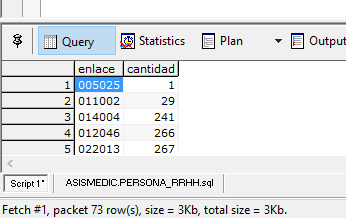 Query Statistics Plan Output
enlace cantidad
1 005025 1
2 011002 29
3 014004 241
4 012046 266
5 022013 267
Script 1* ASISMEDIC.PERSONA_RRHH.sql
Fetch #1, packet 73 row(s), size = 3Kb, total size = 3Kb.